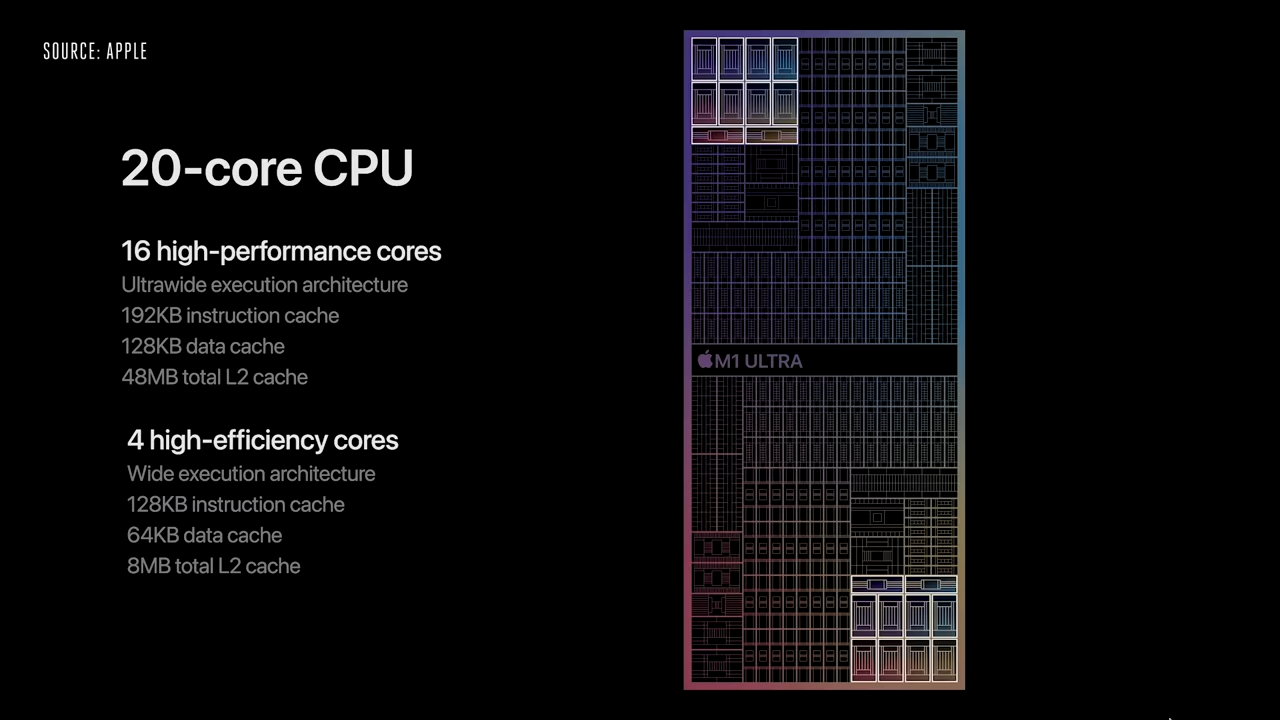 SOURCE: APPLE
20-core CPU
16 high-performance cores
Ultrawide execution architecture
192KB instruction cache
128KB data cache
48MB total L2 cache
4 high-efficiency cores
Wide execution architecture
128KB instruction cache
64KB data cache
8MB total L2 cache
M1 ULTRA